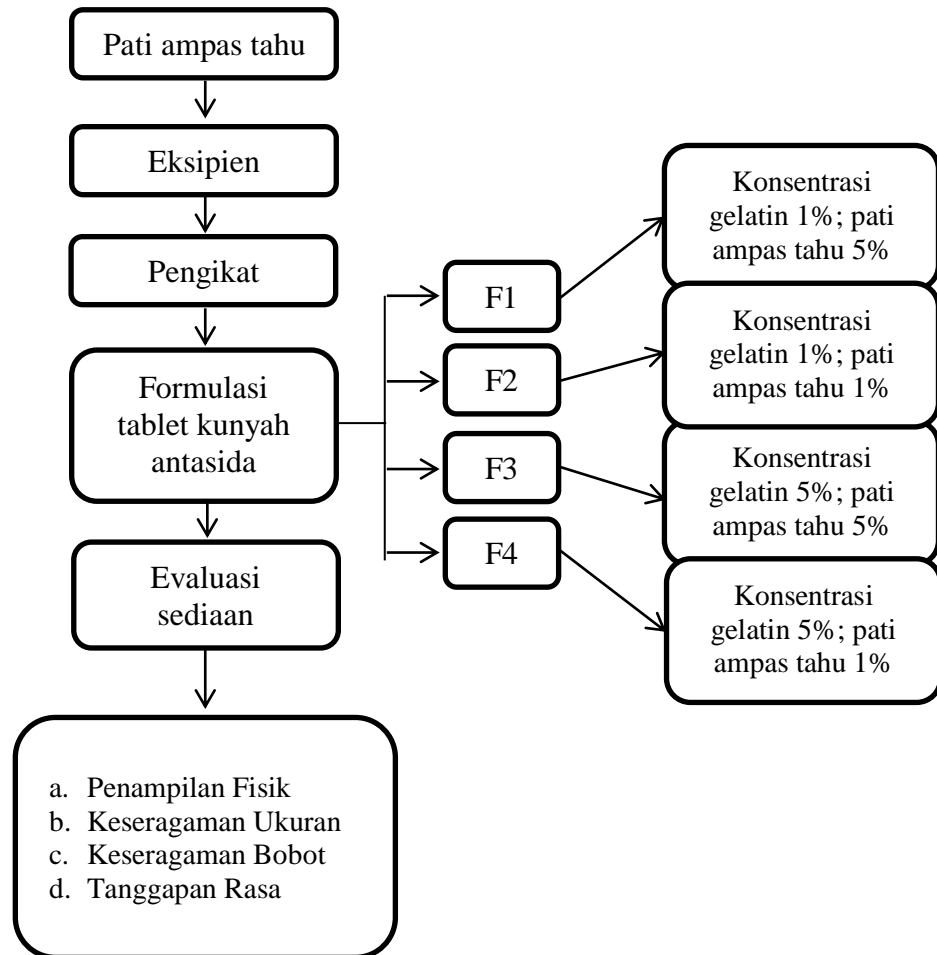 Pati ampas tahu
Eksipien
Pengikat
Formulasi
tablet kunyah
antasida
Evaluasi
sediaan
a. Penampilan Fisik
b. Keseragaman Ukuran
c. Keseragaman Bobot
d. Tanggapan Rasa
F1
F2
F3
F4
Konsentrasi
gelatin 1%; pati
ampas tahu 5%
Konsentrasi
gelatin 1%; pati
ampas tahu 1%
Konsentrasi
gelatin 5%; pati
ampas tahu 5%
Konsentrasi
gelatin 5%; pati
ampas tahu 1%